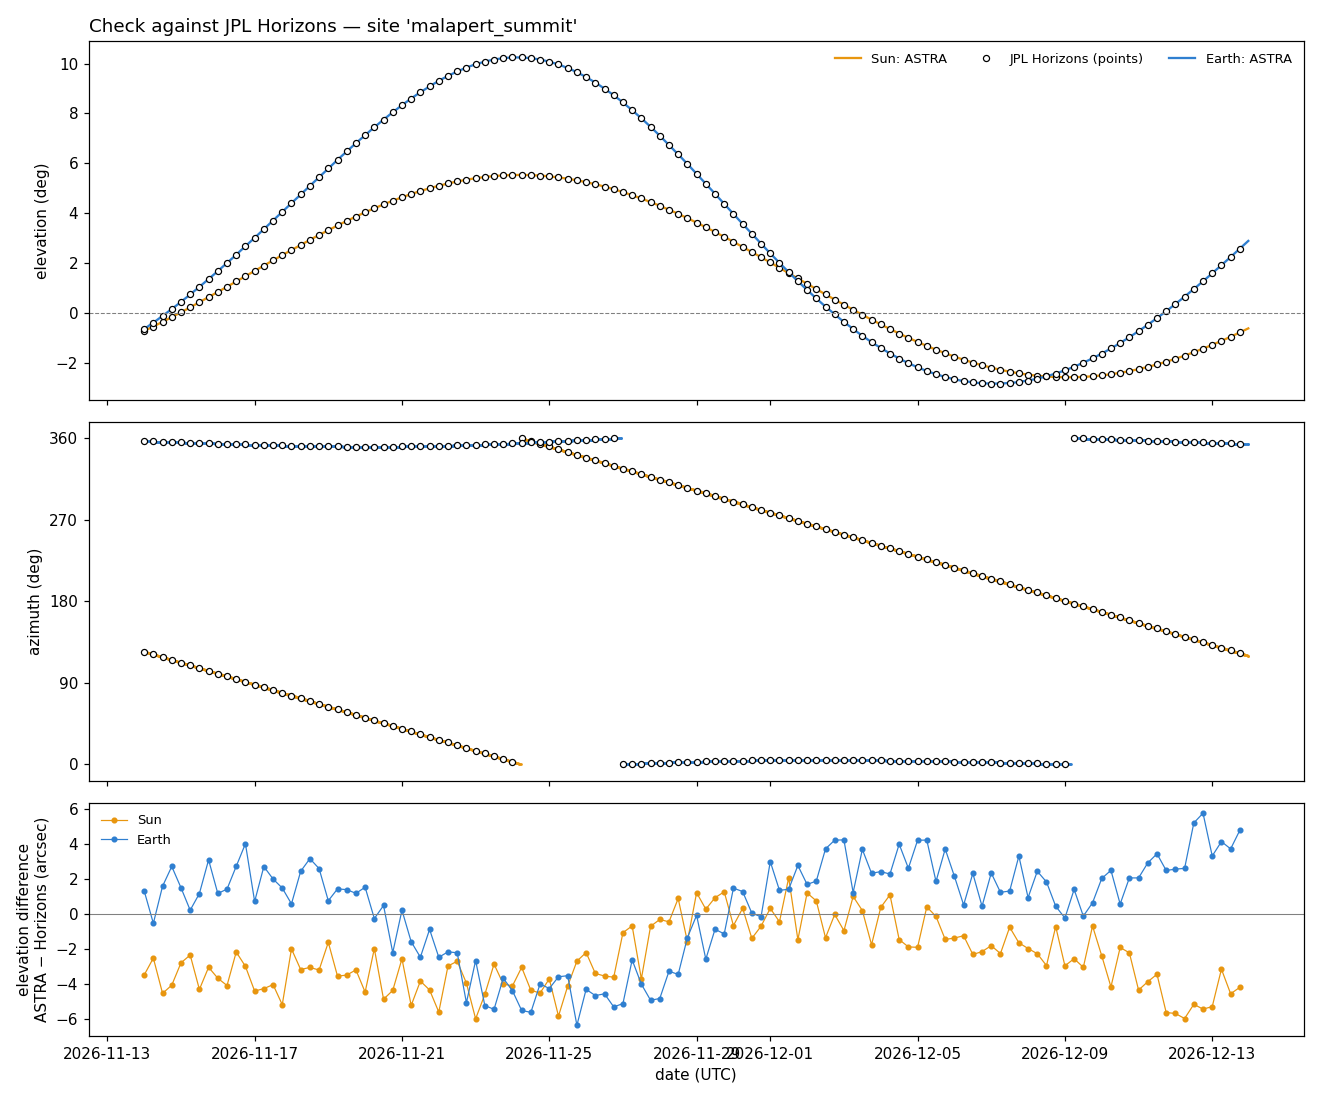 Check against JPL Horizons — site 'malapert_summit'
Sun: ASTRA
JPL Horizons (points)
Earth: ASTRA
elevation (deg)
10
8
6
4
2
0
−2
azimuth (deg)
360
270
180
90
0
Sun
Earth
elevation difference
ASTRA − Horizons (arcsec)
6
4
2
0
−2
−4
−6
2026-11-13
2026-11-17
2026-11-21
2026-11-25
2026-11-29
2026-12-01
2026-12-05
2026-12-09
2026-12-13
date (UTC)